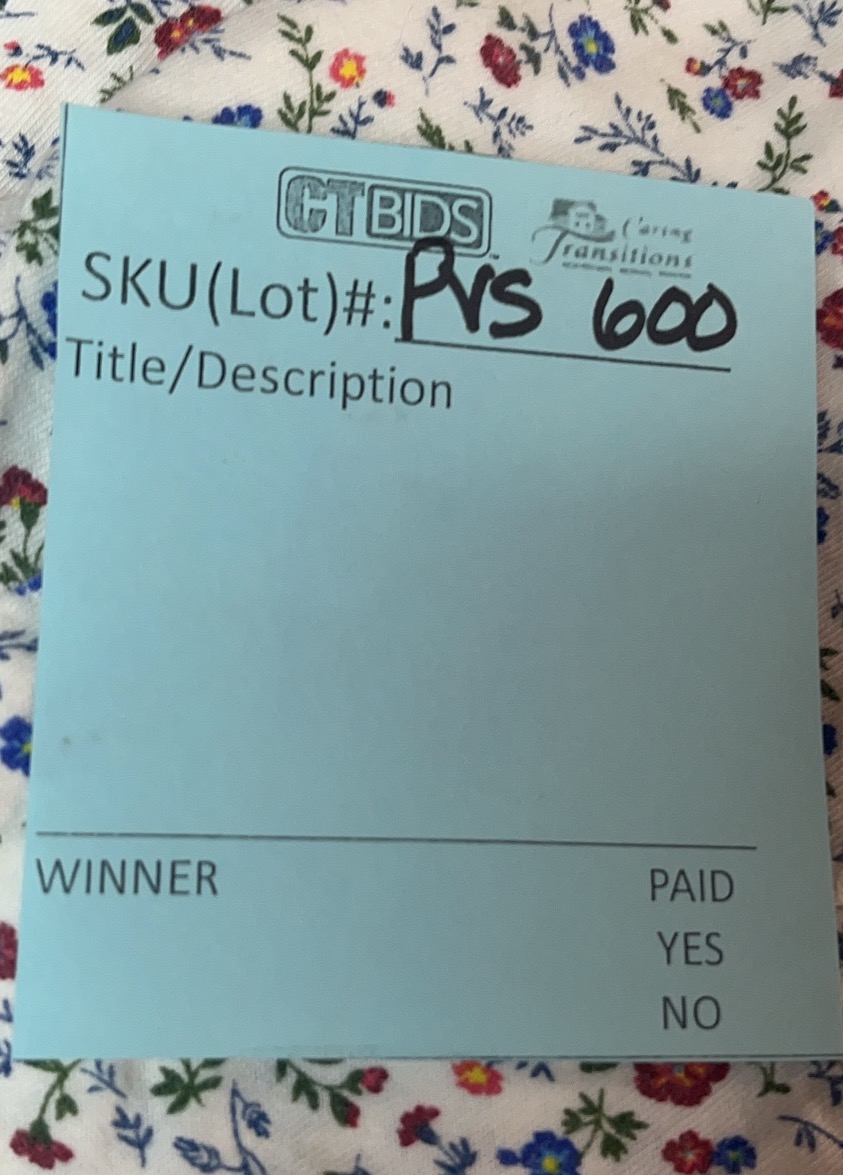 CTBIDS
Caring
Transitions
SKU(Lot)#: PVS 600
Title/Description
WINNER PAID
YES
NO